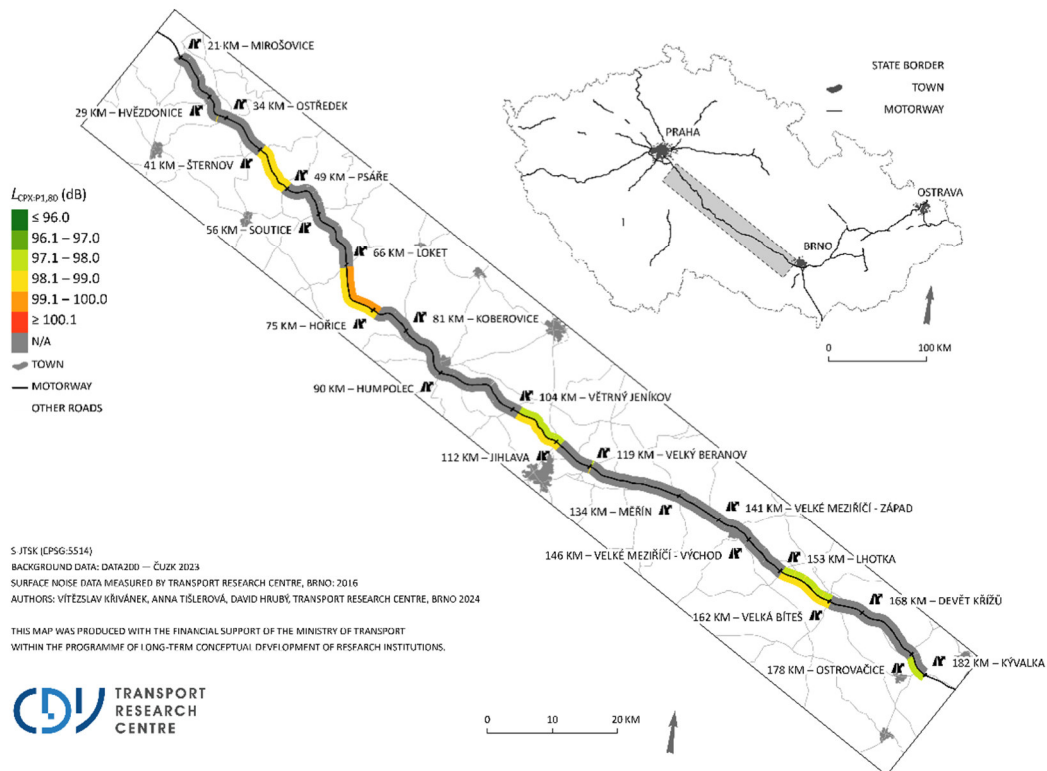 21 KM – MIROŠOVICE
29 KM – HVĚZDONICE
34 KM – OSTŘEDEK
41 KM – ŠTERNOV
49 KM – PSÁŘE
56 KM – SOUTICE
66 KM – LOKET
75 KM – HOŘICE
81 KM – KOBEROVICE
90 KM – HUMPOLEC
104 KM – VĚTRNÝ JENÍKOV
112 KM – JIHLAVA
119 KM – VELKÝ BERANOV
134 KM – MĚŘÍN
141 KM – VELKÉ MEZIŘÍČÍ - ZÁPAD
146 KM – VELKÉ MEZIŘÍČÍ - VÝCHOD
153 KM – LHOTKA
162 KM – VELKÁ BÍTEŠ
168 KM – DEVĚT KŘÍŽŮ
178 KM – OSTROVAČICE
182 KM – KÝVALKA
LCPX:P1,80 (dB)
≤ 96.0
96.1 – 97.0
97.1 – 98.0
98.1 – 99.0
99.1 – 100.0
≥ 100.1
N/A
TOWN
MOTORWAY
OTHER ROADS
STATE BORDER
TOWN
MOTORWAY
PRAHA
OSTRAVA
BRNO
1
0 100 KM
S JTSK (EPSG:5514)
BACKGROUND DATA: DATA200 — ČUZK 2023
SURFACE NOISE DATA MEASURED BY TRANSPORT RESEARCH CENTRE, BRNO: 2016
AUTHORS: VÍTĚZSLAV KŘIVÁNEK, ANNA TIŠLEROVÁ, DAVID HRUBÝ, TRANSPORT RESEARCH CENTRE, BRNO 2024
THIS MAP WAS PRODUCED WITH THE FINANCIAL SUPPORT OF THE MINISTRY OF TRANSPORT
WITHIN THE PROGRAMME OF LONG-TERM CONCEPTUAL DEVELOPMENT OF RESEARCH INSTITUTIONS.
CDV
TRANSPORT
RESEARCH
CENTRE
0 10 20 KM